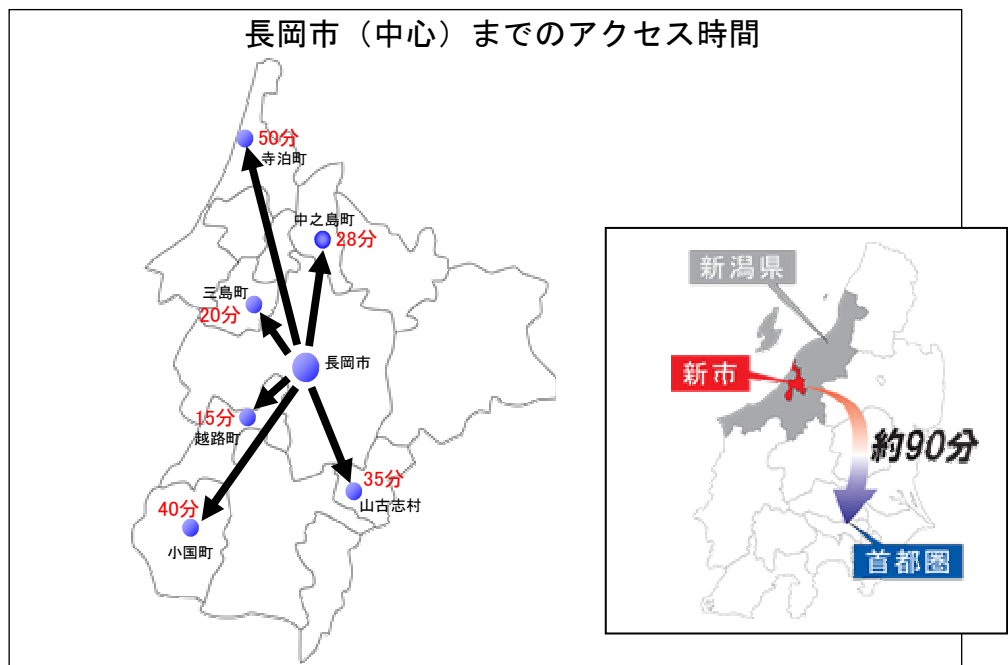 長岡市（中心）までのアクセス時間
50分
寺泊町
中之島町
28分
三島町
20分
長岡市
15分
越路町
35分
山古志村
40分
小国町
新潟県
新市
約90分
首都圏